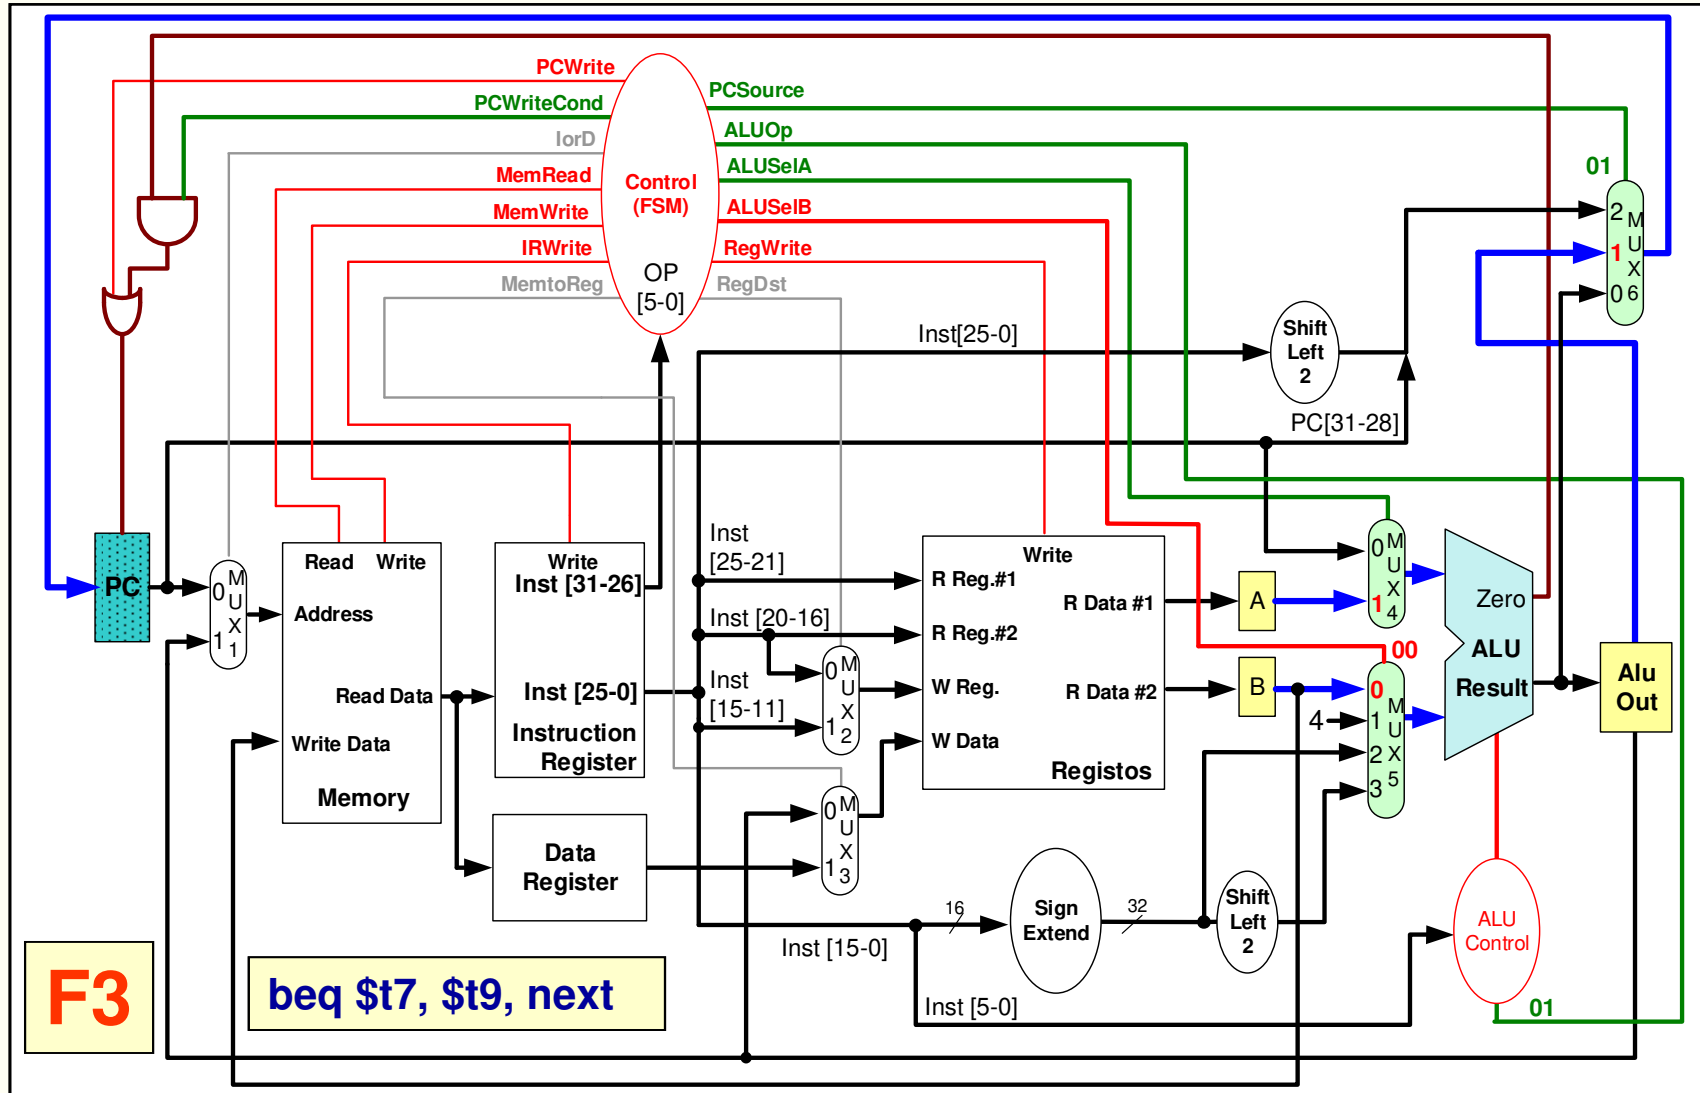 PCWrite
PCWriteCond
IorD
MemRead
MemWrite
IRWrite
MemtoReg
Control
(FSM)
OP
[5-0]
PCSource
ALUOp
ALUSelA
ALUSelB
RegWrite
RegDst
01
2
1
0
M
U
X
6
Inst[25-0]
Shift
Left
2
PC[31-28]
PC
0
1
M
U
X
1
Read Write
Address
Read Data
Write Data
Memory
Write
Inst [31-26]
Inst [25-0]
Instruction
Register
Data
Register
Inst
[25-21]
Inst [20-16]
Inst
[15-11]
0
1
M
U
X
2
0
1
M
U
X
3
Write
R Reg.#1
R Reg.#2
W Reg.
W Data
R Data #1
R Data #2
Registos
A
B
0
1
M
U
X
4
00
0
4
1
2
3
M
U
X
5
Zero
ALU
Result
Alu
Out
Inst [15-0]
16
Sign
Extend
32
Shift
Left
2
Inst [5-0]
ALU
Control
01
F3
beq $t7, $t9, next